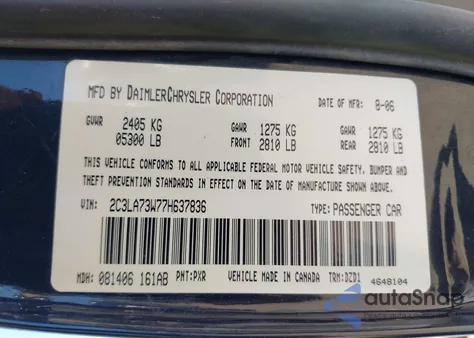 MFD BY DAIMLERCHRYSLER CORPORATION DATE OF MFR: 8-06
GVWR 2405 KG GAWR 1275 KG GAWR 1275 KG
05300 LB FRONT 2810 LB REAR 2810 LB
THIS VEHICLE CONFORMS TO ALL APPLICABLE FEDERAL MOTOR VEHICLE SAFETY, BUMPER AND
THEFT PREVENTION STANDARDS IN EFFECT ON THE DATE OF MANUFACTURE SHOWN ABOVE.
VIN: 2C3LA73W77H637836 TYPE: PASSENGER CAR
MDH: 081406 161AB PNT: PXR VEHICLE MADE IN CANADA TRM: DZD1
4648104
autoSnap